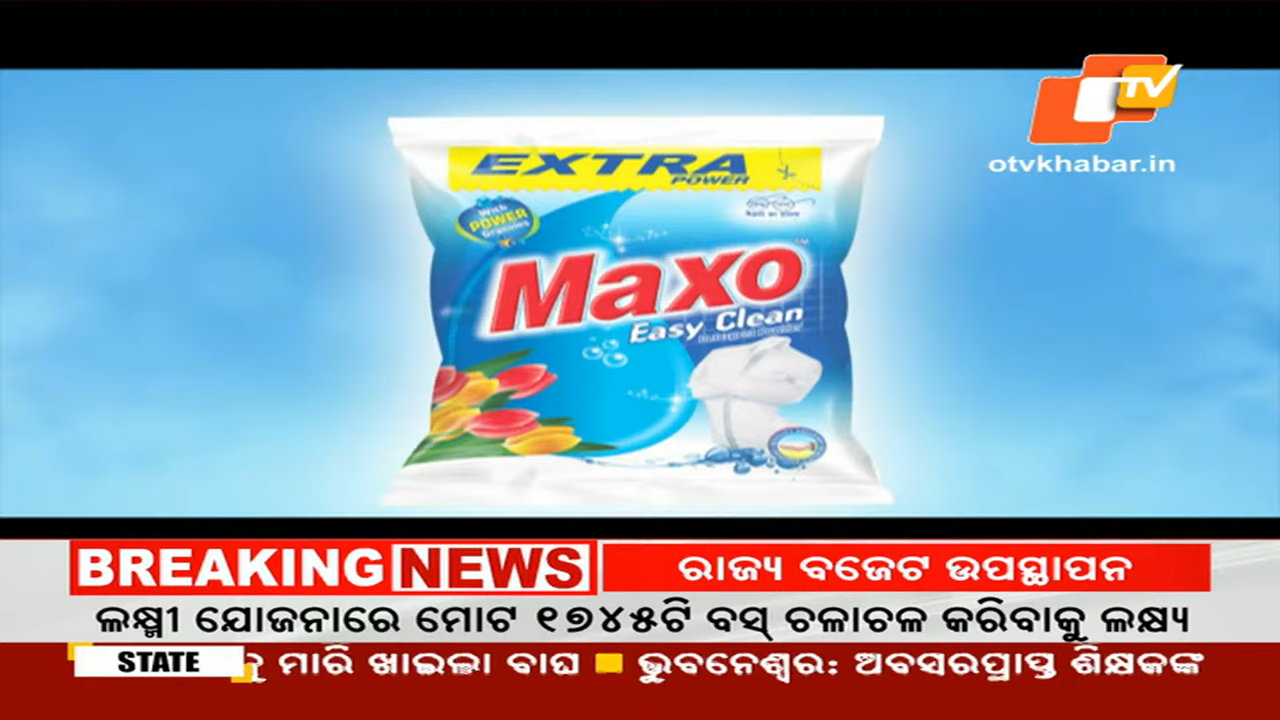 TV
otvkhabar.in
EXTRA
POWER
With
POWER
Granules
Maxo
Easy Clean
BREAKING NEWS
ରାଜ୍ୟ ବଜେଟ ଉପସ୍ଥାପନ
ଲକ୍ଷ୍ମୀ ଯୋଜନାରେ ମୋଟ ୧୭୪୫ଟି ବସ୍ ଚଳାଚଳ କରିବାକୁ ଲକ୍ଷ୍ୟ
STATE
ମାରି ଖାଇଲା ବାଘ ଭୁବନେଶ୍ୱର: ଅବସରପ୍ରାପ୍ତ ଶିକ୍ଷକଙ୍କ